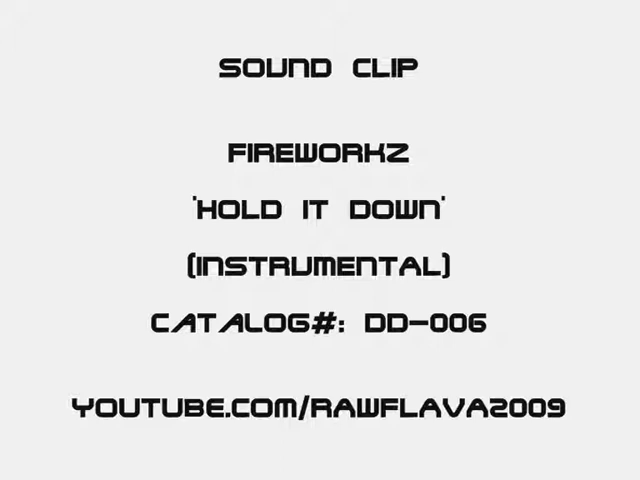 SOUND CLIP
FIREWORKZ
'HOLD IT DOWN'
(INSTRUMENTAL)
CATALOG#: DD-006
YOUTUBE.COM/RAWFLAVA2009